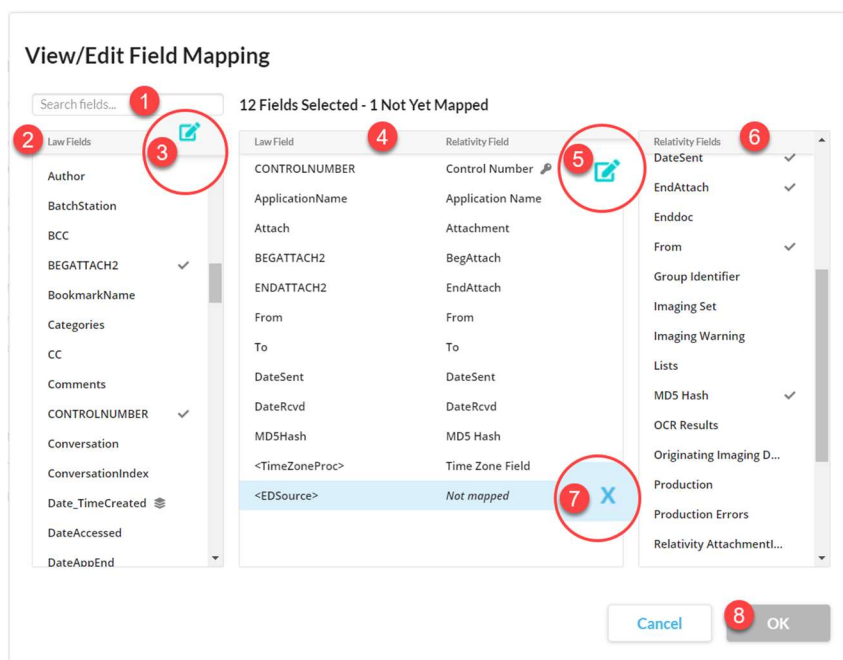 View/Edit Field Mapping
Search fields...
1
12 Fields Selected - 1 Not Yet Mapped
2
Law Fields
3
Author
BatchStation
BCC
BEGATTACH2
BookmarkName
Categories
CC
Comments
CONTROLNUMBER
Conversation
ConversationIndex
Date_TimeCreated
DateAccessed
DateAppEnd
Law Field
4
Relativity Field
5
CONTROLNUMBER Control Number
ApplicationName Application Name
Attach Attachment
BEGATTACH2 BegAttach
ENDATTACH2 EndAttach
From From
To To
DateSent DateSent
DateRcvd DateRcvd
MD5Hash MD5 Hash
<TimeZoneProc> Time Zone Field
<EDSource> Not mapped
7
X
Relativity Fields
6
DateSent
EndAttach
Enddoc
From
Group Identifier
Imaging Set
Imaging Warning
Lists
MD5 Hash
OCR Results
Originating Imaging D...
Production
Production Errors
Relativity AttachmentI...
Cancel
8
OK